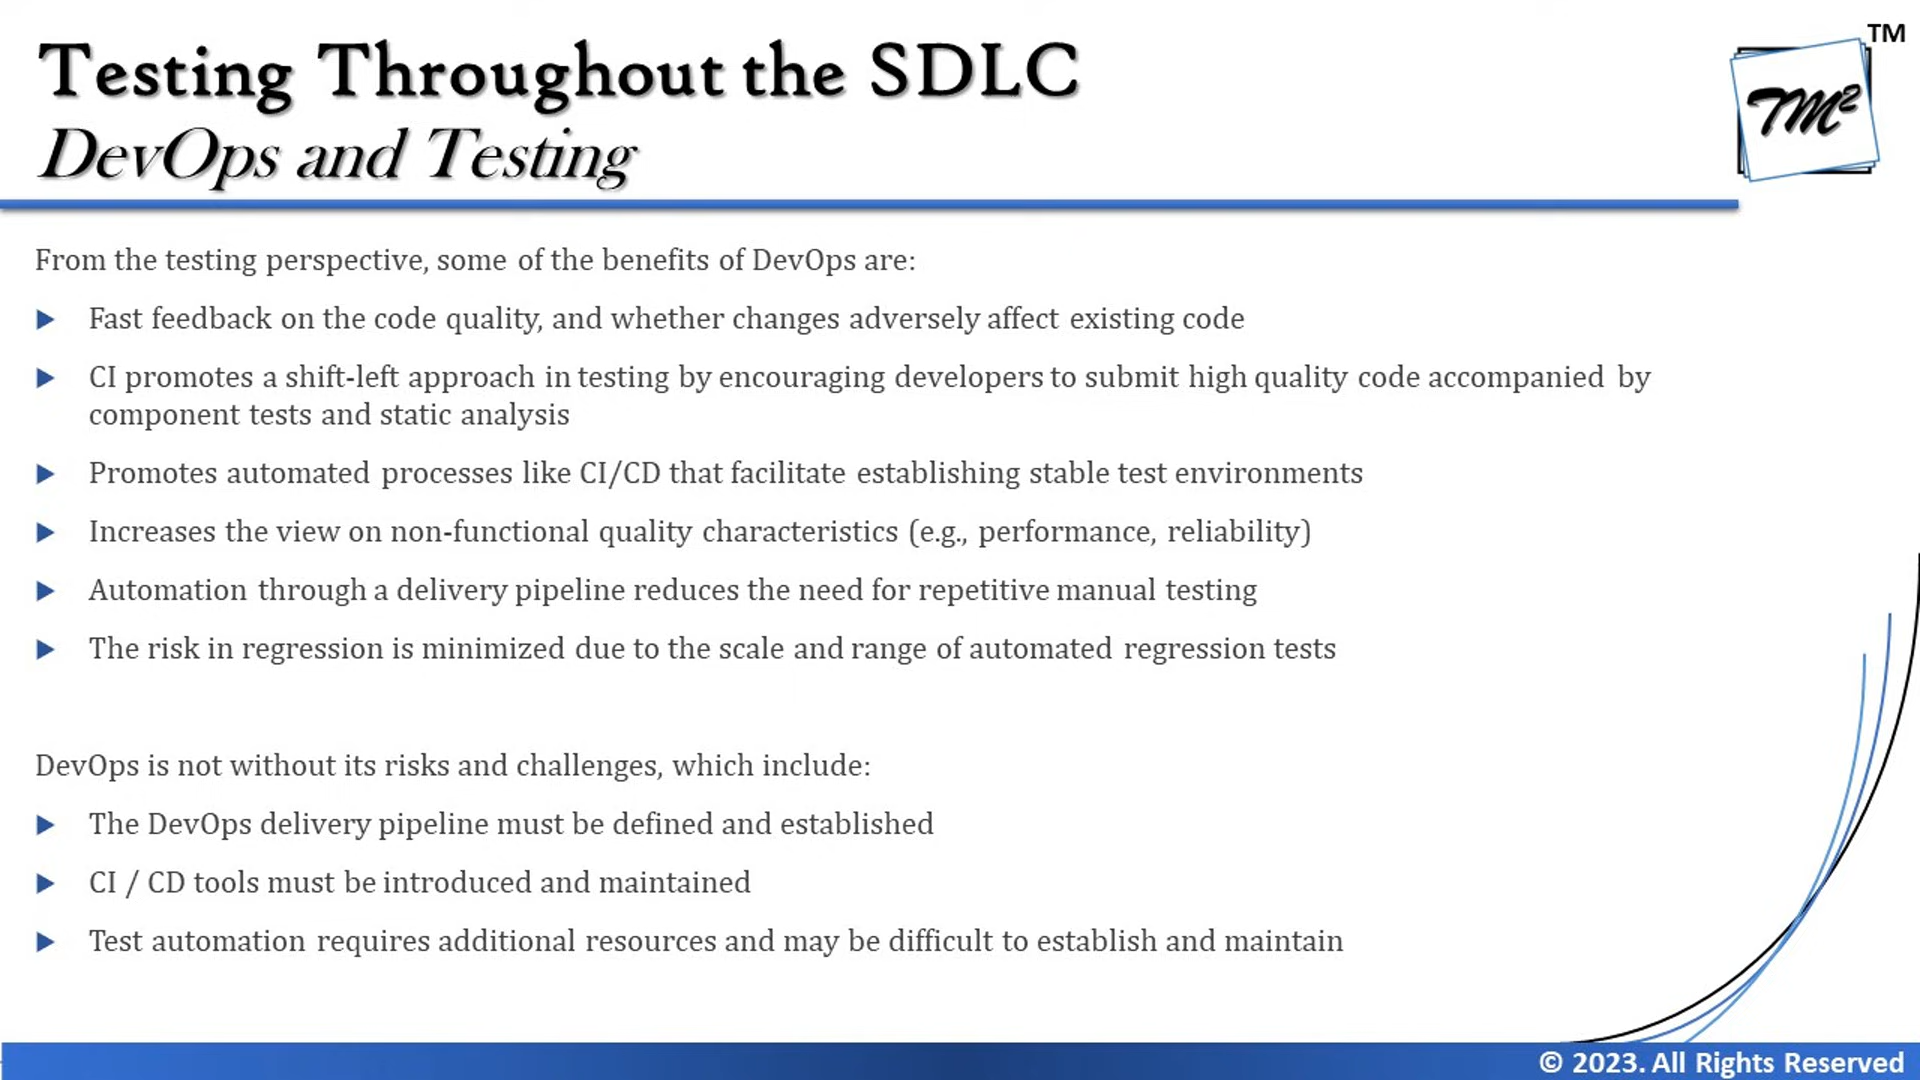 Testing Throughout the SDLC
TM
TM²
DevOps and Testing
From the testing perspective, some of the benefits of DevOps are:
Fast feedback on the code quality, and whether changes adversely affect existing code
CI promotes a shift-left approach in testing by encouraging developers to submit high quality code accompanied by
component tests and static analysis
Promotes automated processes like CI/CD that facilitate establishing stable test environments
Increases the view on non-functional quality characteristics (e.g., performance, reliability)
Automation through a delivery pipeline reduces the need for repetitive manual testing
The risk in regression is minimized due to the scale and range of automated regression tests
DevOps is not without its risks and challenges, which include:
The DevOps delivery pipeline must be defined and established
CI / CD tools must be introduced and maintained
Test automation requires additional resources and may be difficult to establish and maintain
© 2023. All Rights Reserved